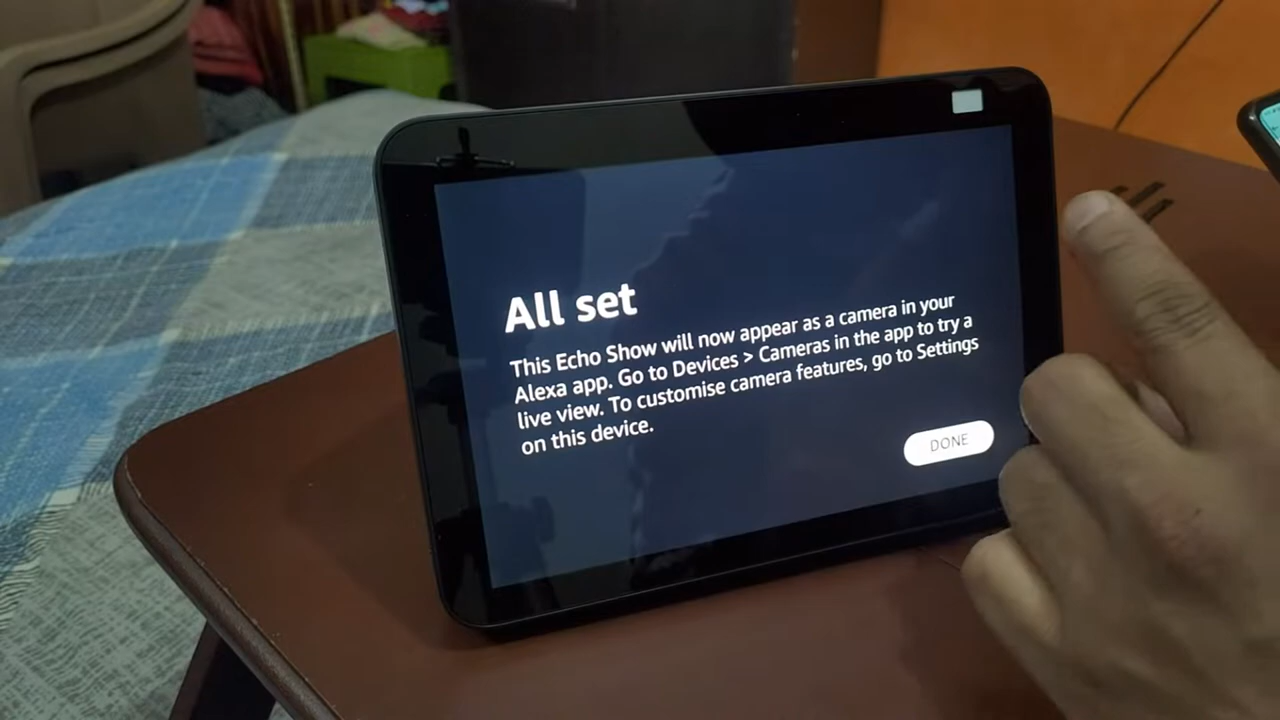 All set
This Echo Show will now appear as a camera in your
Alexa app. Go to Devices > Cameras in the app to try a
live view. To customise camera features, go to Settings
on this device.
DONE